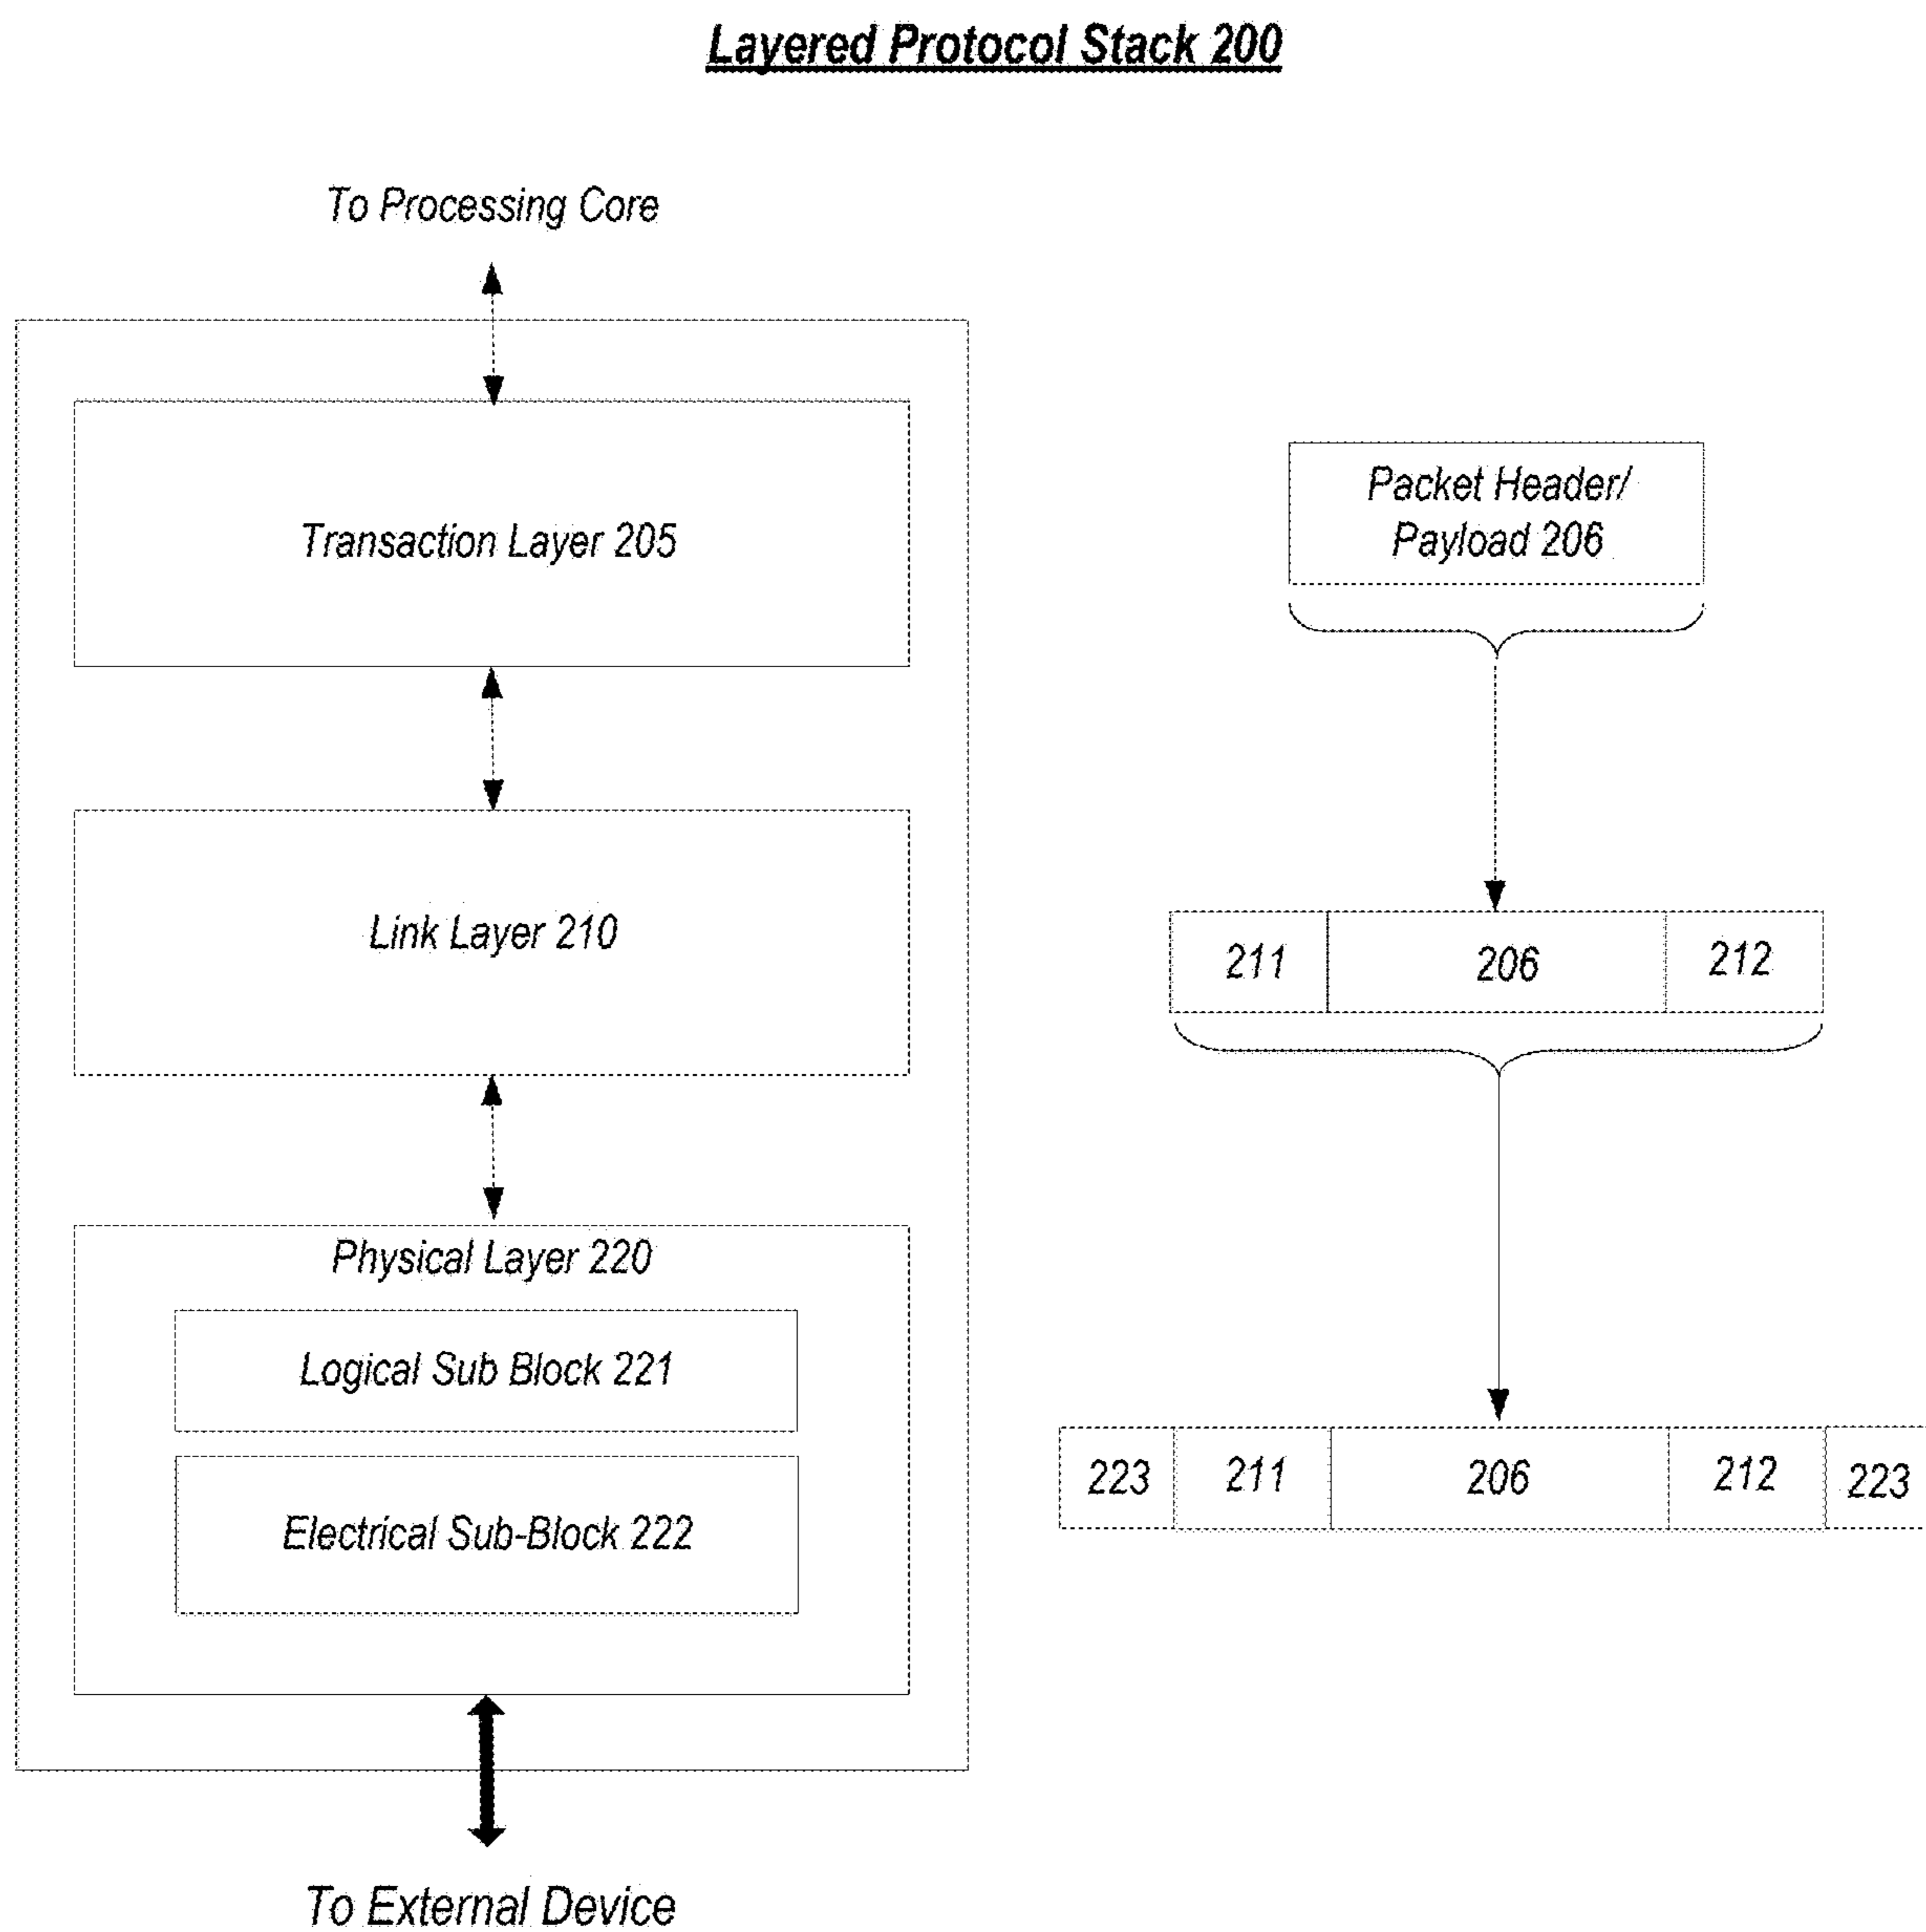 Layered Protocol Stack 200
To Processing Core
Transaction Layer 205
Packet Header/
Payload 206
Link Layer 210
211 206 212
Physical Layer 220
Logical Sub Block 221
Electrical Sub-Block 222
223 211 206 212 223
To External Device